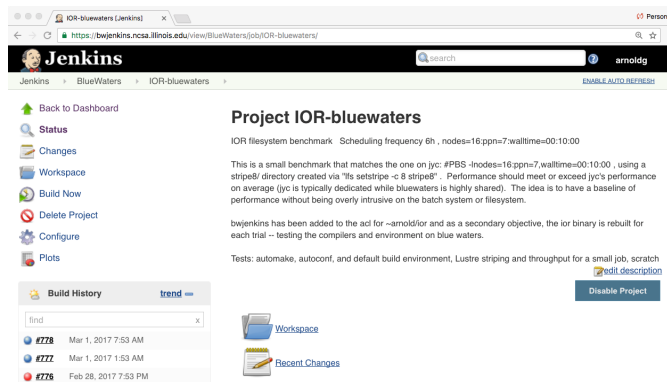 IOR-bluewaters [Jenkins]
Person
https://bwjenkins.ncsa.illinois.edu/view/BlueWaters/job/IOR-bluewaters/
Jenkins
search
arnoldg
Jenkins BlueWaters IOR-bluewaters
ENABLE AUTO REFRESH
Back to Dashboard
Status
Changes
Workspace
Build Now
Delete Project
Configure
Plots
Project IOR-bluewaters
IOR filesystem benchmark Scheduling frequency 6h , nodes=16:ppn=7:walltime=00:10:00
This is a small benchmark that matches the one on jyc: #PBS -lnodes=16:ppn=7,walltime=00:10:00 , using a
stripe8/ directory created via "lfs setstripe -c 8 stripe8" . Performance should meet or exceed jyc's performance
on average (jyc is typically dedicated while bluewaters is highly shared). The idea is to have a baseline of
performance without being overly intrusive on the batch system or filesystem.
bwjenkins has been added to the acl for ~arnold/ior and as a secondary objective, the ior binary is rebuilt for
each trial -- testing the compilers and environment on blue waters.
Tests: automake, autoconf, and default build environment, Lustre striping and throughput for a small job, scratch
edit description
Disable Project
Build History trend
find x
#778 Mar 1, 2017 7:53 AM
#777 Mar 1, 2017 1:53 AM
#776 Feb 28, 2017 7:53 PM
Workspace
Recent Changes